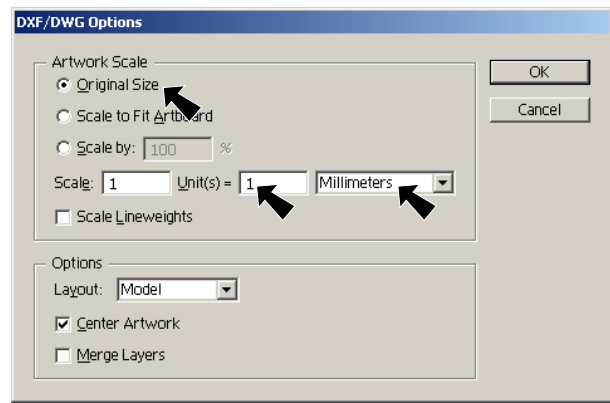 DXF/DWG Options
Artwork Scale
Original Size
OK
Scale to Fit Artboard
Cancel
Scale by: 100 %
Scale: 1 Unit(s) = 1 Millimeters
Scale Lineweights
Options
Layout: Model
Center Artwork
Merge Layers